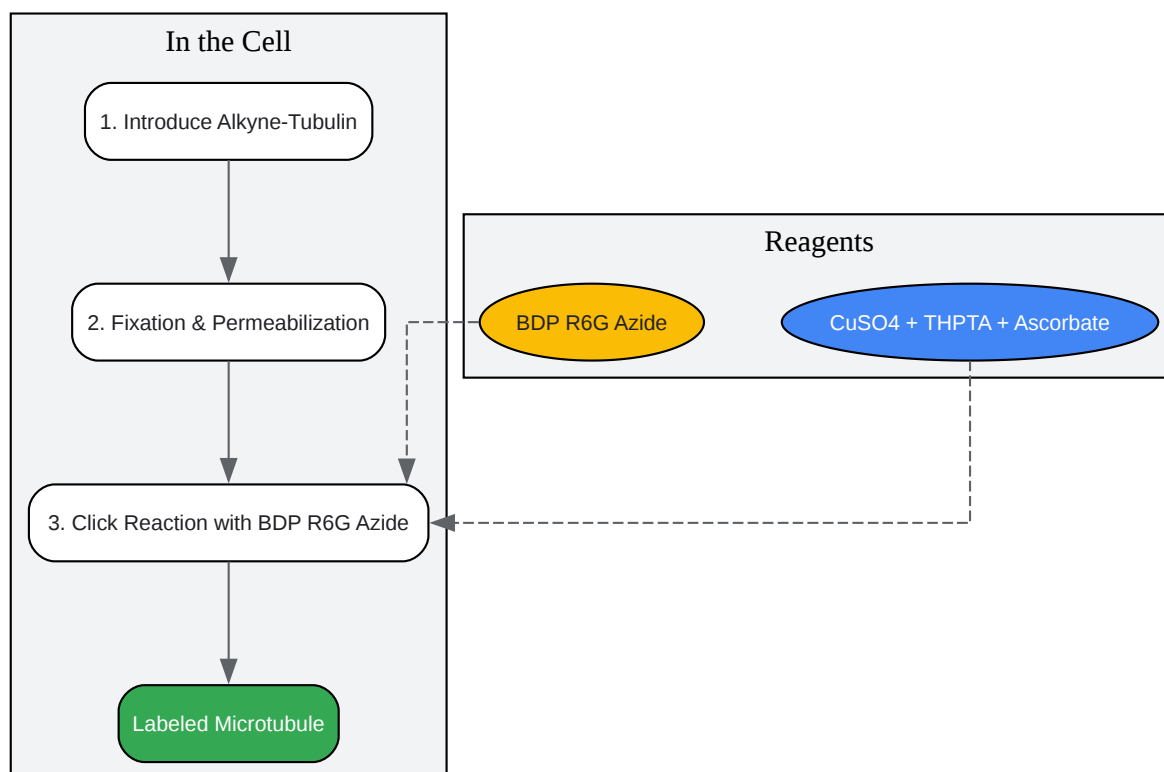 In the Cell
1. Introduce Alkyne-Tubulin
2. Fixation & Permeabilization
3. Click Reaction with BDP R6G Azide
Labeled Microtubule
Reagents
BDP R6G Azide
CuSO4 + THPTA + Ascorbate